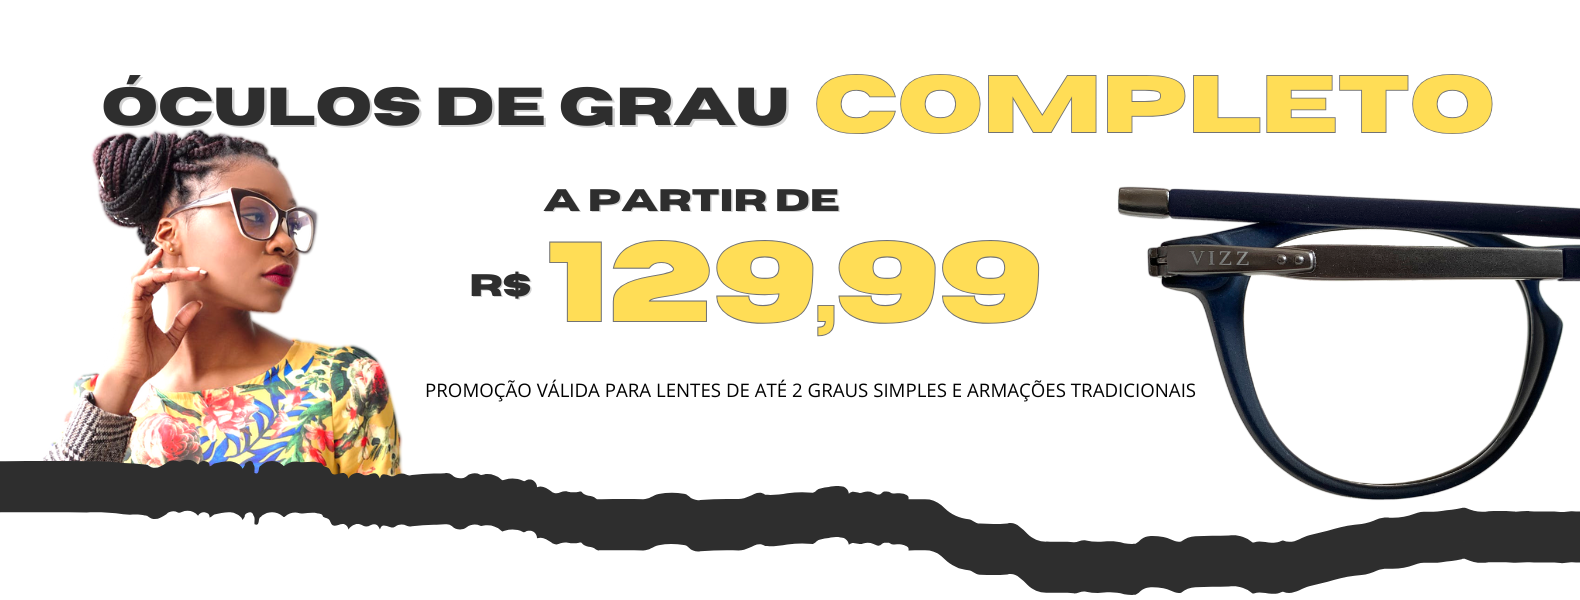 ÓCULOS DE GRAU COMPLETO
A PARTIR DE
R$ 129,99
VIZZ
PROMOÇÃO VÁLIDA PARA LENTES DE ATÉ 2 GRAUS SIMPLES E ARMAÇÕES TRADICIONAIS